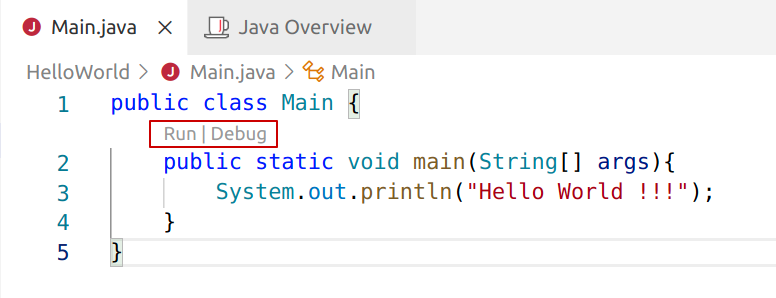 Main.java Java Overview
HelloWorld > Main.java > Main
1 public class Main {
Run | Debug
2 public static void main(String[] args){
3 System.out.println("Hello World !!!");
4 }
5 }